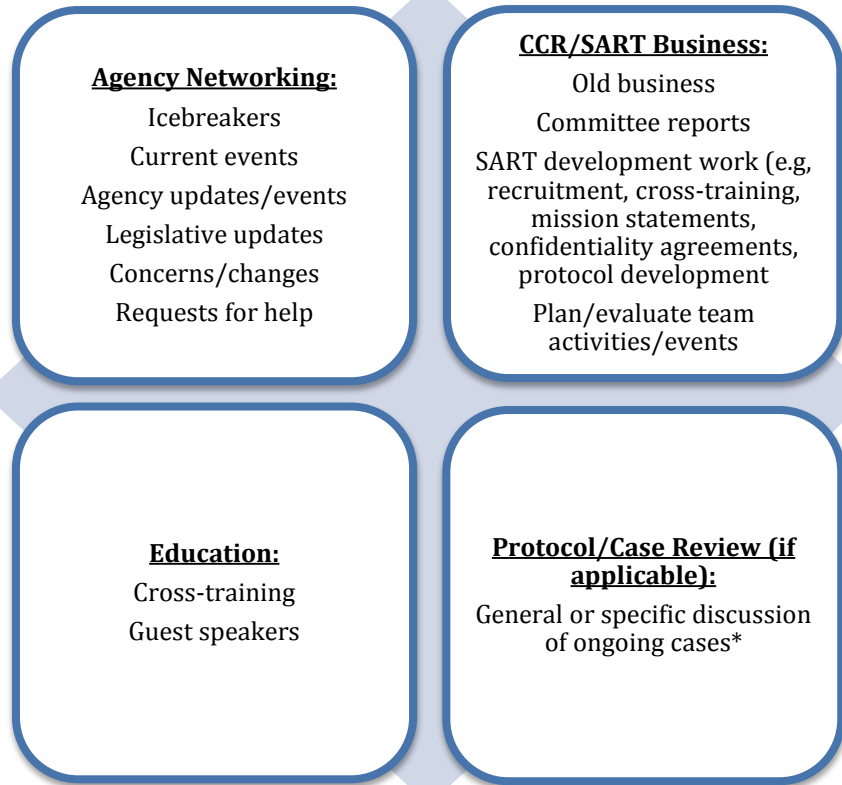 Agency Networking:
Icebreakers
Current events
Agency updates/events
Legislative updates
Concerns/changes
Requests for help
CCR/SART Business:
Old business
Committee reports
SART development work (e.g,
recruitment, cross-training,
mission statements,
confidentiality agreements,
protocol development
Plan/evaluate team
activities/events
Education:
Cross-training
Guest speakers
Protocol/Case Review (if
applicable):
General or specific discussion
of ongoing cases*